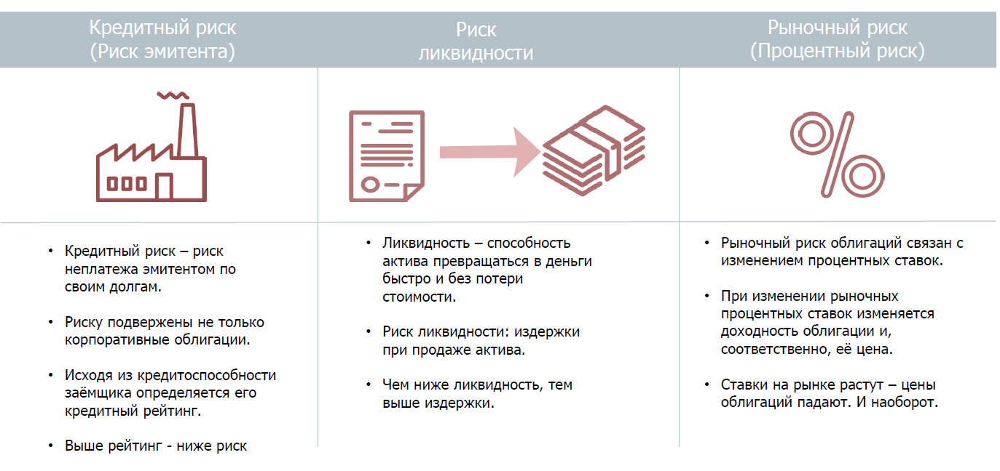 Кредитный риск
(Риск эмитента)
Риск
ликвидности
Рыночный риск
(Процентный риск)
• Кредитный риск – риск
неплатежа эмитентом по
своим долгам.
• Риску подвержены не только
корпоративные облигации.
• Исходя из кредитоспособности
заёмщика определяется его
кредитный рейтинг.
• Выше рейтинг - ниже риск
• Ликвидность – способность
актива превращаться в деньги
быстро и без потери
стоимости.
• Риск ликвидности: издержки
при продаже актива.
• Чем ниже ликвидность, тем
выше издержки.
• Рыночный риск облигаций связан с
изменением процентных ставок.
• При изменении рыночных
процентных ставок изменяется
доходность облигации и,
соответственно, её цена.
• Ставки на рынке растут – цены
облигаций падают. И наоборот.